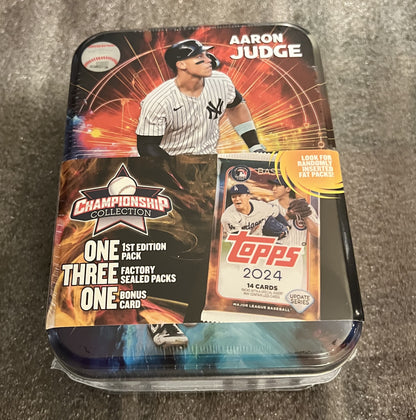 AARON
JUDGE
LOOK FOR
RANDOMLY
INSERTED
FAT PACKS!
CHAMPIONSHIP
COLLECTION
ONE 1ST EDITION PACK
THREE FACTORY SEALED PACKS
ONE BONUS CARD
TOPPS
2024
14 CARDS
UPDATE
SERIES
MAJOR LEAGUE BASEBALL